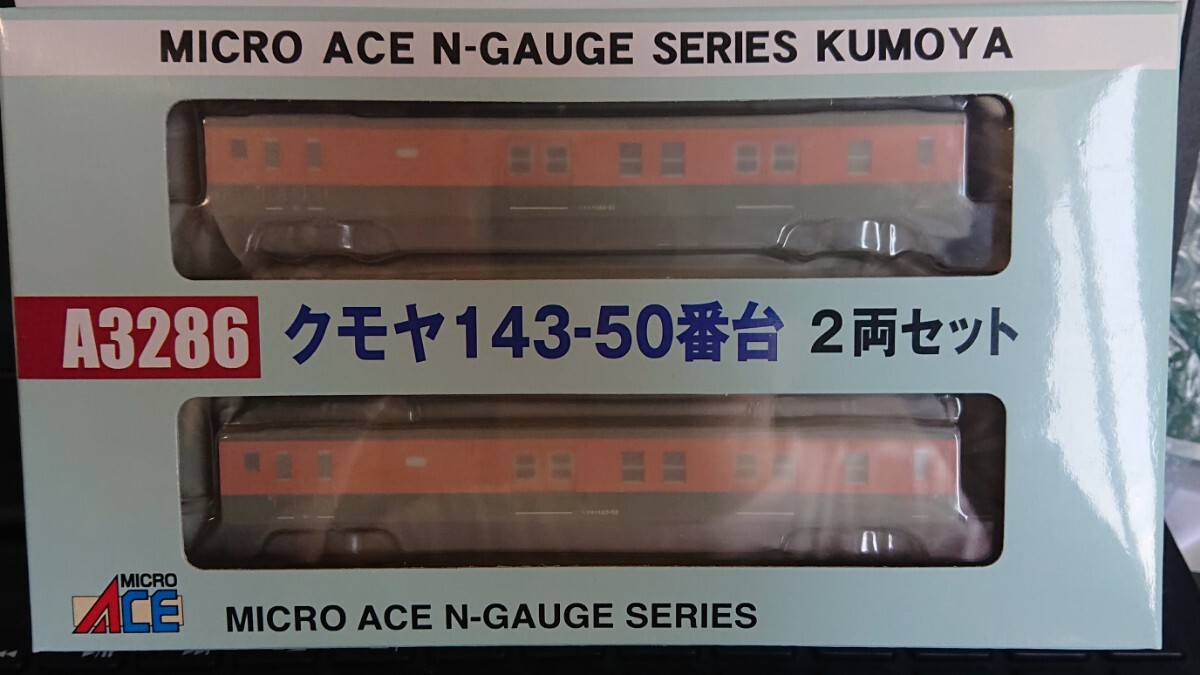 MICRO ACE N-GAUGE SERIES KUMOYA
A3286 クモヤ143-50番台 2両セット
MICRO ACE
MICRO ACE N-GAUGE SERIES